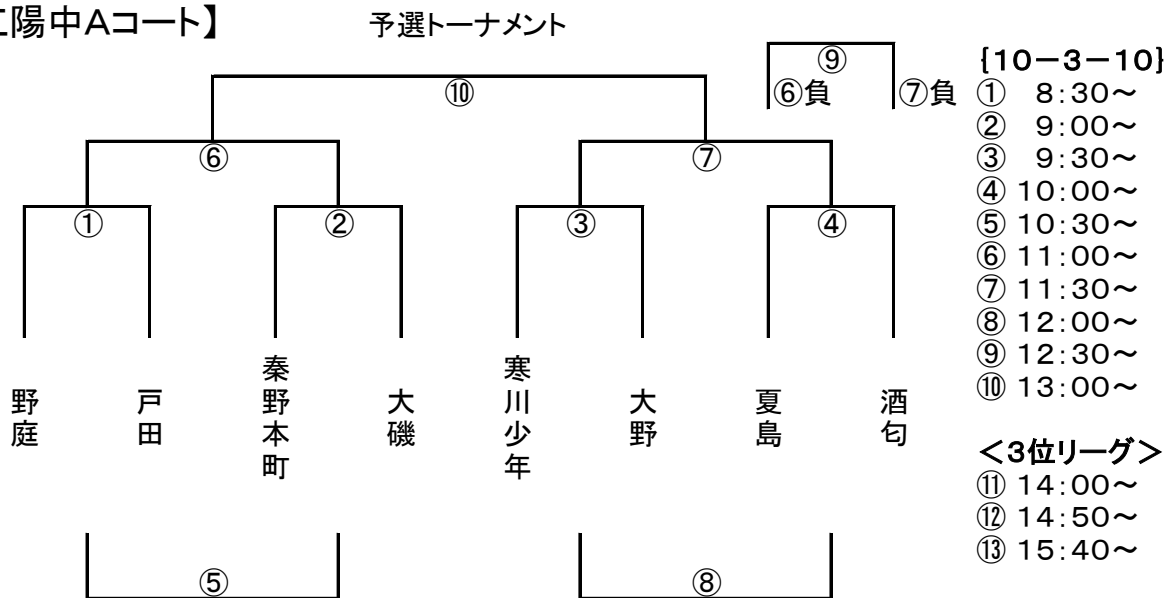 陽中Aコート】 予選トーナメント
⑨
{10-3-10}
⑩
⑥負 ⑦負
① 8:30~
② 9:00~
⑥ ⑦
③ 9:30~
④ 10:00~
① ② ③ ④
⑤ 10:30~
⑥ 11:00~
⑦ 11:30~
⑧ 12:00~
⑨ 12:30~
⑩ 13:00~
野庭
戸田
秦野本町
大磯
寒川少年
大野
夏島
酒匂
<3位リーグ>
⑪ 14:00~
⑫ 14:50~
⑬ 15:40~
⑤ ⑧